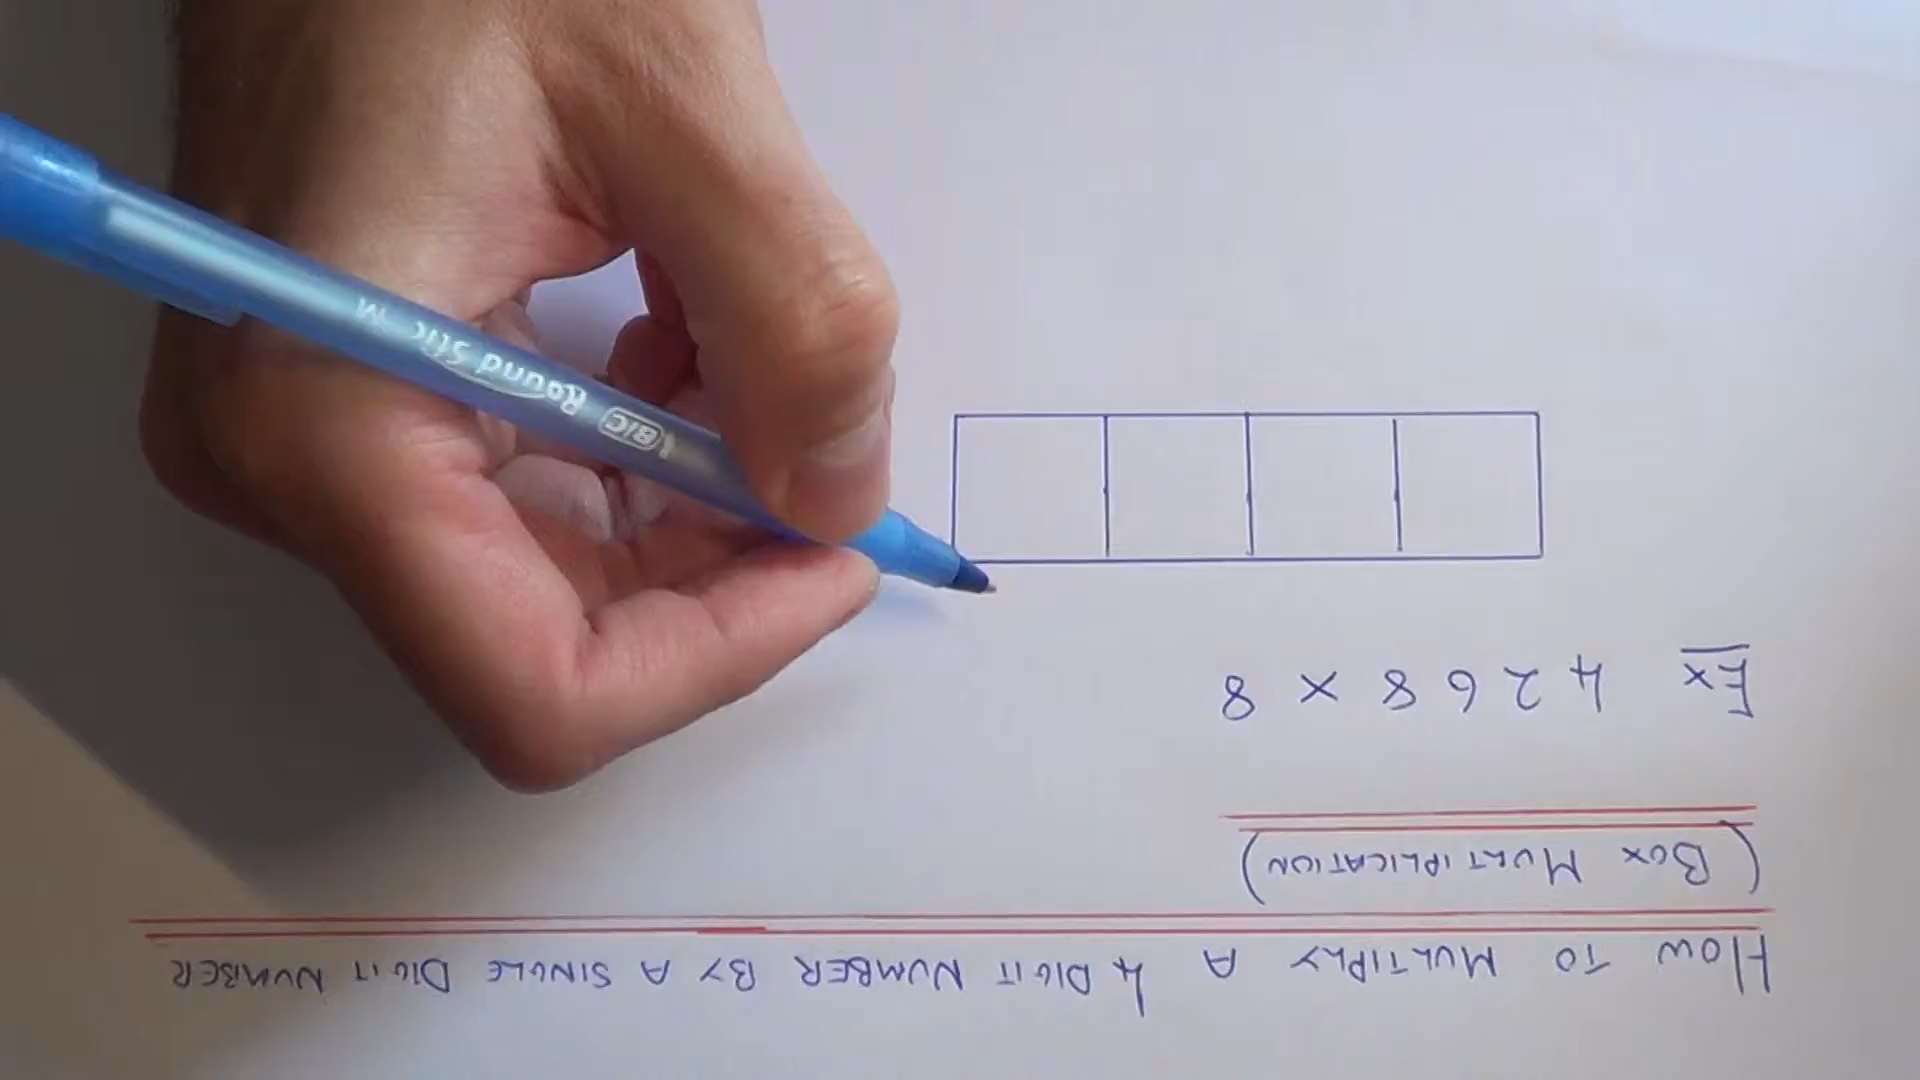 HOW TO MULTIPLY A 4 DIGIT NUMBER BY A SINGLE DIGIT NUMBER
(BOX MULTIPLICATION)
Ex 4268 x 8
BIC Round Stic M